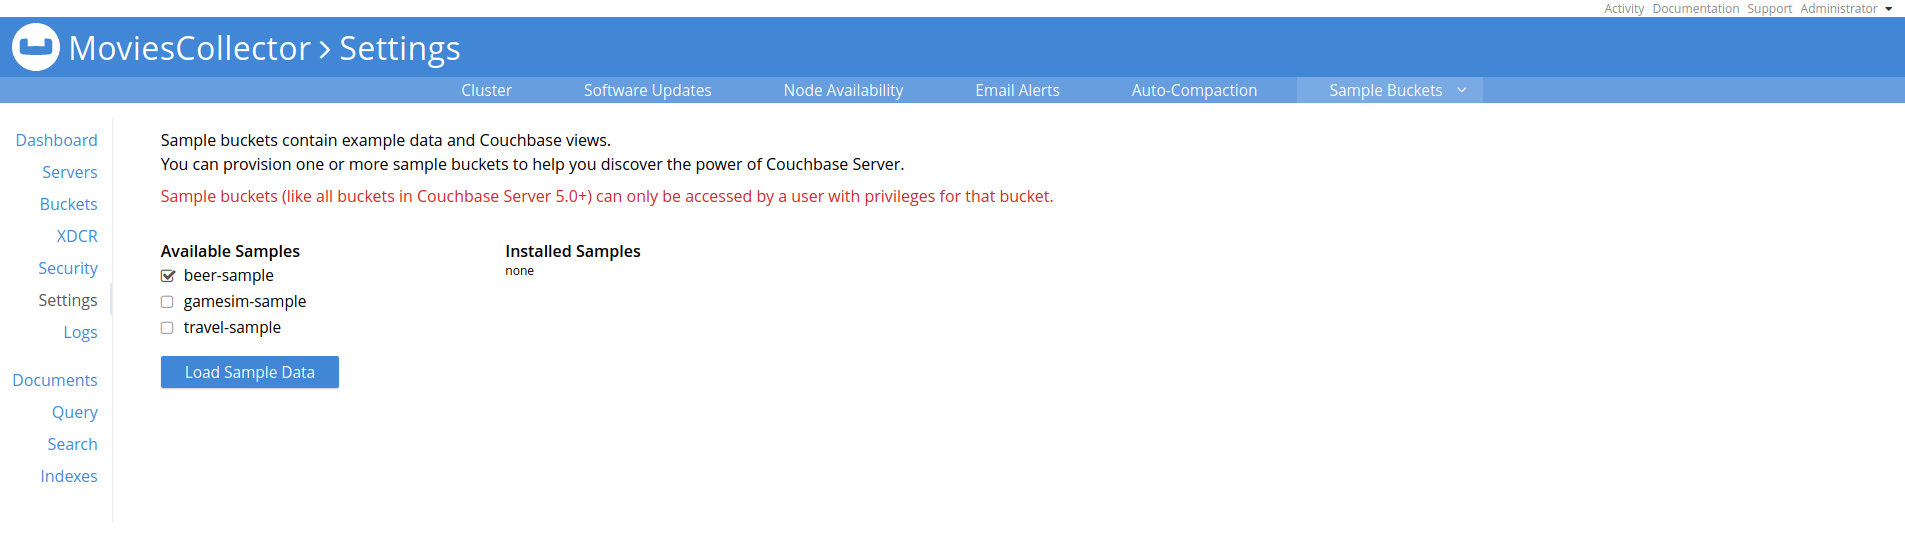 Activity Documentation Support Administrator
MoviesCollector > Settings
Cluster Software Updates Node Availability Email Alerts Auto-Compaction Sample Buckets
Dashboard
Servers
Buckets
XDCR
Security
Settings
Logs
Documents
Query
Search
Indexes
Sample buckets contain example data and Couchbase views.
You can provision one or more sample buckets to help you discover the power of Couchbase Server.
Sample buckets (like all buckets in Couchbase Server 5.0+) can only be accessed by a user with privileges for that bucket.
Available Samples
beer-sample
gamesim-sample
travel-sample
Load Sample Data
Installed Samples
none